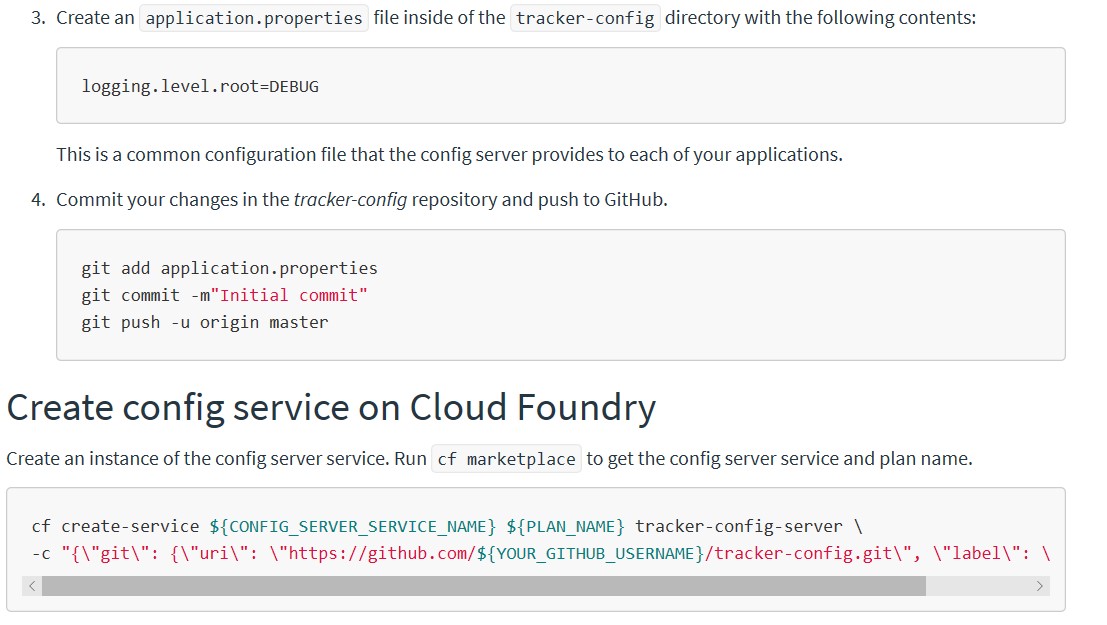 3. Create an application.properties file inside of the tracker-config directory with the following contents:
logging.level.root=DEBUG
This is a common configuration file that the config server provides to each of your applications.
4. Commit your changes in the tracker-config repository and push to GitHub.
git add application.properties
git commit -m"Initial commit"
git push -u origin master
Create config service on Cloud Foundry
Create an instance of the config server service. Run cf marketplace to get the config server service and plan name.
cf create-service ${CONFIG_SERVER_SERVICE_NAME} ${PLAN_NAME} tracker-config-server \
-c "{\"git\": {\"uri\": \"https://github.com/${YOUR_GITHUB_USERNAME}/tracker-config.git\", \"label\": \